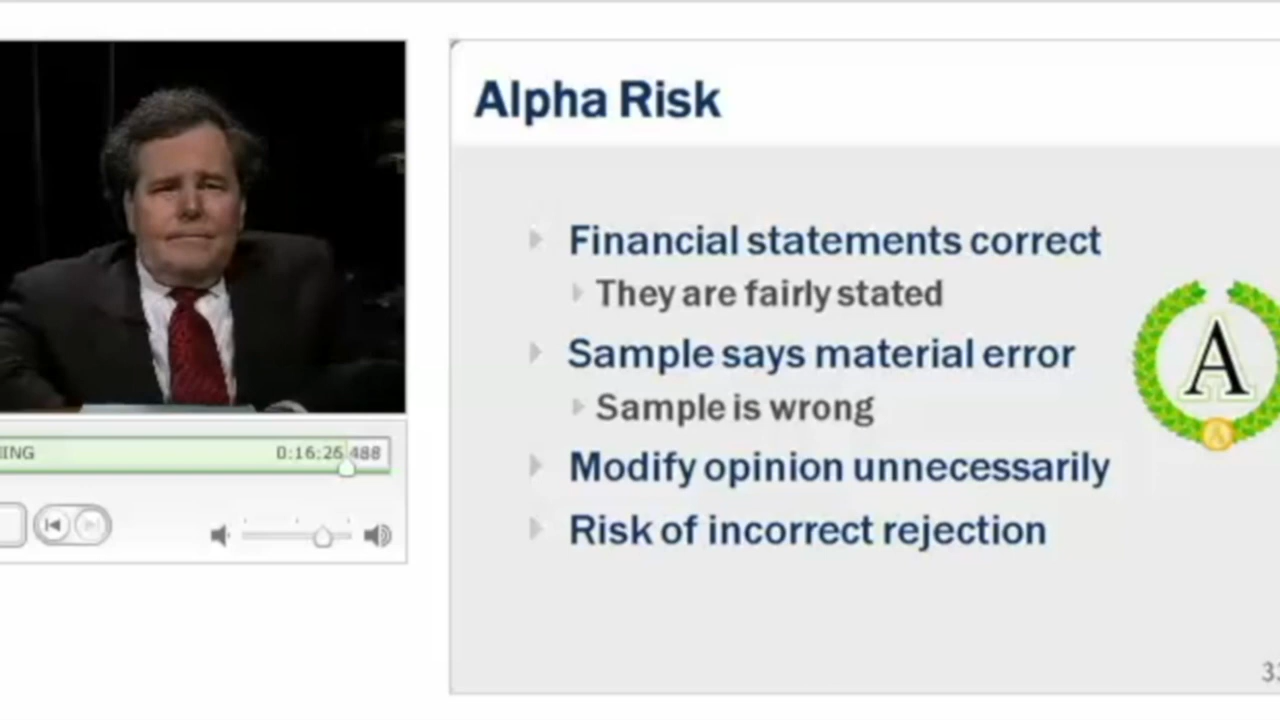 Alpha Risk
Financial statements correct
They are fairly stated
Sample says material error
Sample is wrong
Modify opinion unnecessarily
Risk of incorrect rejection
A
ING
0:16:26.488